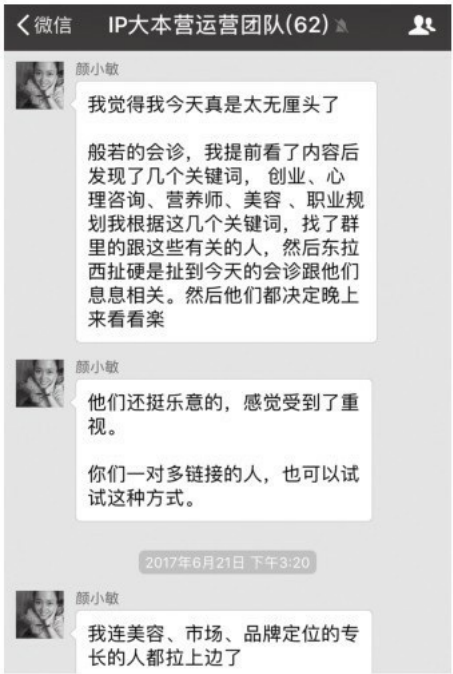 微信
IP大本营运营团队(62)
颜小敏
我觉得我今天真是太无厘头了
般若的会诊，我提前看了内容后
发现了几个关键词， 创业、心
理咨询、营养师、美容 、职业规
划我根据这几个关键词，找了群
里的跟这些有关的人，然后东拉
西扯硬是扯到今天的会诊跟他们
息息相关。然后他们都决定晚上
来看看楽
颜小敏
他们还挺乐意的，感觉受到了重
视。
你们一对多链接的人，也可以试
试这种方式。
2017年6月21日 下午3:20
颜小敏
我连美容、市场、品牌定位的专
长的人都拉上边了